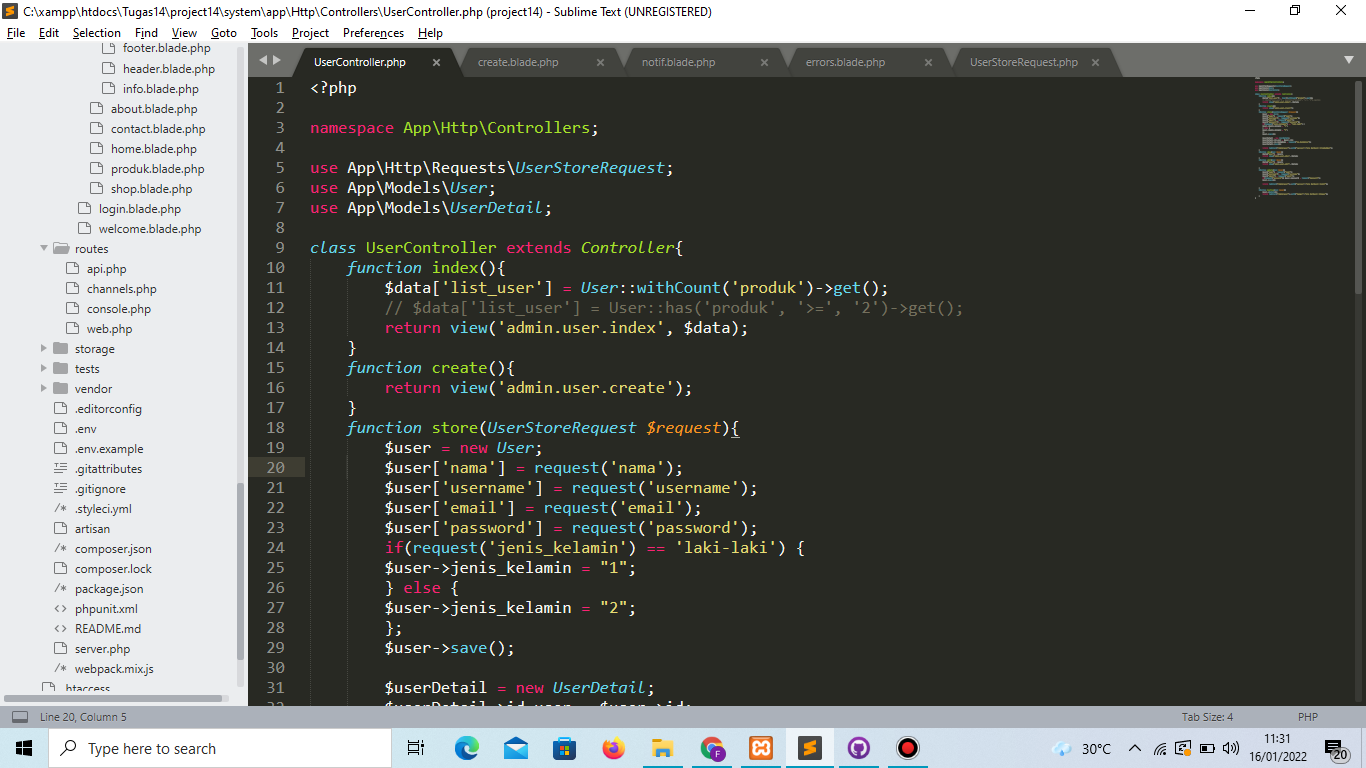 C:\xampp\htdocs\Tugas14\project14\system\app\Http\Controllers\UserController.php (project14) - Sublime Text (UNREGISTERED)
File Edit Selection Find View Goto Tools Project Preferences Help
footer.blade.php
header.blade.php
info.blade.php
about.blade.php
contact.blade.php
home.blade.php
produk.blade.php
shop.blade.php
login.blade.php
welcome.blade.php
routes
api.php
channels.php
console.php
web.php
storage
tests
vendor
.editorconfig
.env
.env.example
.gitattributes
.gitignore
.styleci.yml
artisan
composer.json
composer.lock
package.json
phpunit.xml
README.md
server.php
webpack.mix.js
.htaccess
UserController.php create.blade.php notif.blade.php errors.blade.php UserStoreRequest.php
1 <?php
2
3 namespace App\Http\Controllers;
4
5 use App\Http\Requests\UserStoreRequest;
6 use App\Models\User;
7 use App\Models\UserDetail;
8
9 class UserController extends Controller{
10 function index(){
11 $data['list_user'] = User::withCount('produk')->get();
12 // $data['list_user'] = User::has('produk', '>=', '2')->get();
13 return view('admin.user.index', $data);
14 }
15 function create(){
16 return view('admin.user.create');
17 }
18 function store(UserStoreRequest $request){
19 $user = new User;
20 $user['nama'] = request('nama');
21 $user['username'] = request('username');
22 $user['email'] = request('email');
23 $user['password'] = request('password');
24 if(request('jenis_kelamin') == 'laki-laki') {
25 $user->jenis_kelamin = "1";
26 } else {
27 $user->jenis_kelamin = "2";
28 };
29 $user->save();
30
31 $userDetail = new UserDetail;
32 $userDetail->id_user = $user->id;
Line 20, Column 5 Tab Size: 4 PHP
Type here to search
F
30°C
11:31
16/01/2022
20